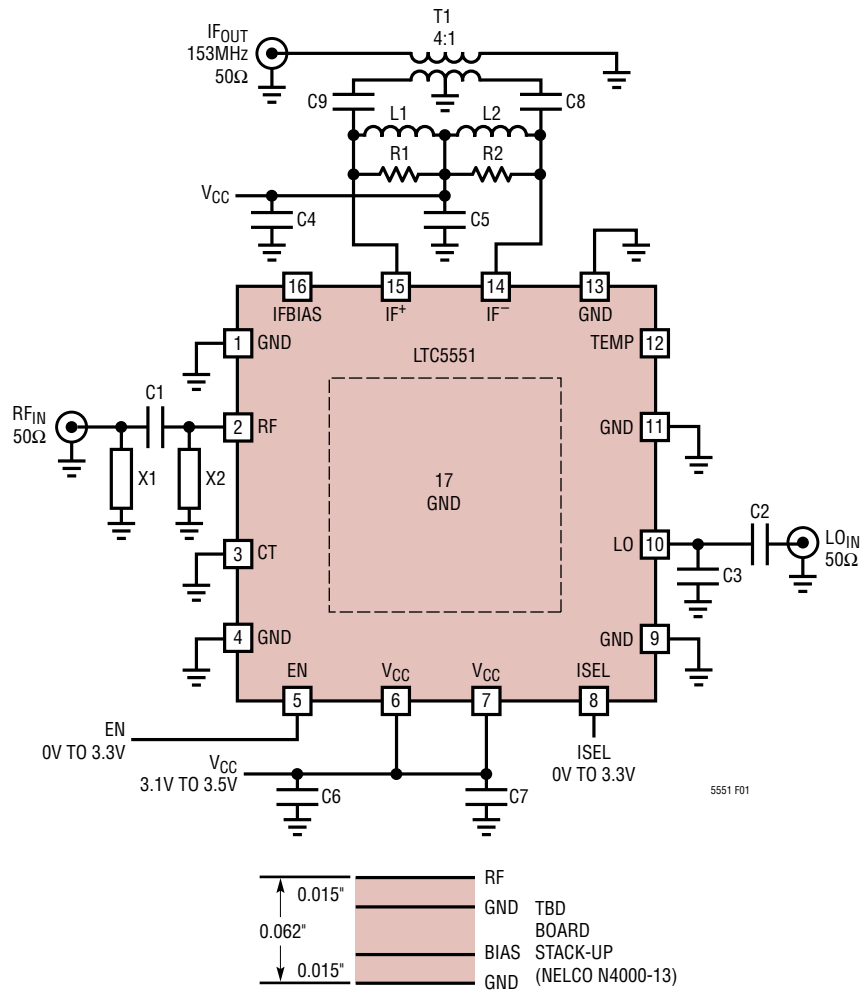 T1
4:1
IFOUT
153MHz
50Ω
C9
C8
L1
L2
R1
R2
VCC
C4
C5
16
15
14
13
IFBIAS
IF+
IF−
GND
LTC5551
1
GND
TEMP
12
C1
RFIN
50Ω
2
RF
GND
11
X1
X2
17
GND
C2
LO
10
LOIN
50Ω
C3
3
CT
4
GND
GND
9
EN
VCC
VCC
ISEL
5
6
7
8
EN
0V TO 3.3V
VCC
3.1V TO 3.5V
ISEL
0V TO 3.3V
C6
C7
5551 F01
RF
0.015"
GND
TBD
0.062"
BOARD
BIAS
STACK-UP
0.015"
GND
(NELCO N4000-13)